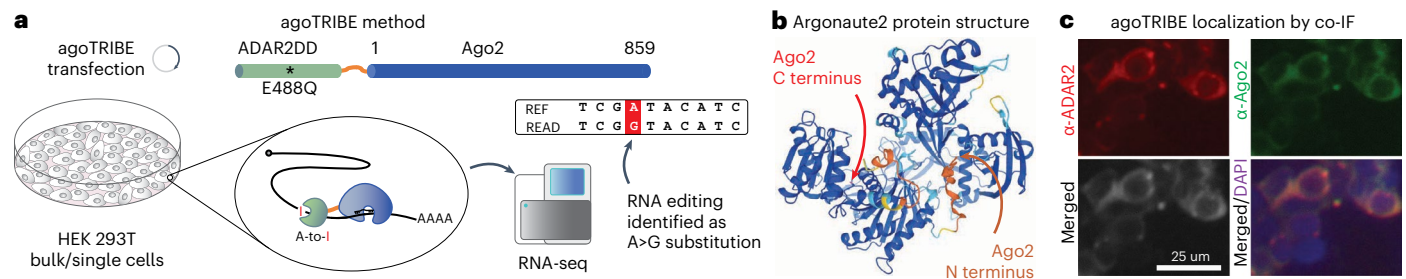 a
agoTRIBE method
agoTRIBE
transfection
ADAR2DD
1
Ago2
859
*
E488Q
REF T C G A T A C A T C
READ T C G G T A C A T C
I
A-to-I
AAAA
HEK 293T
bulk/single cells
RNA-seq
RNA editing
identified as
A>G substitution
b
Argonaute2 protein structure
Ago2
C terminus
Ago2
N terminus
c
agoTRIBE localization by co-IF
α-ADAR2
α-Ago2
Merged
25 um
Merged/DAPI